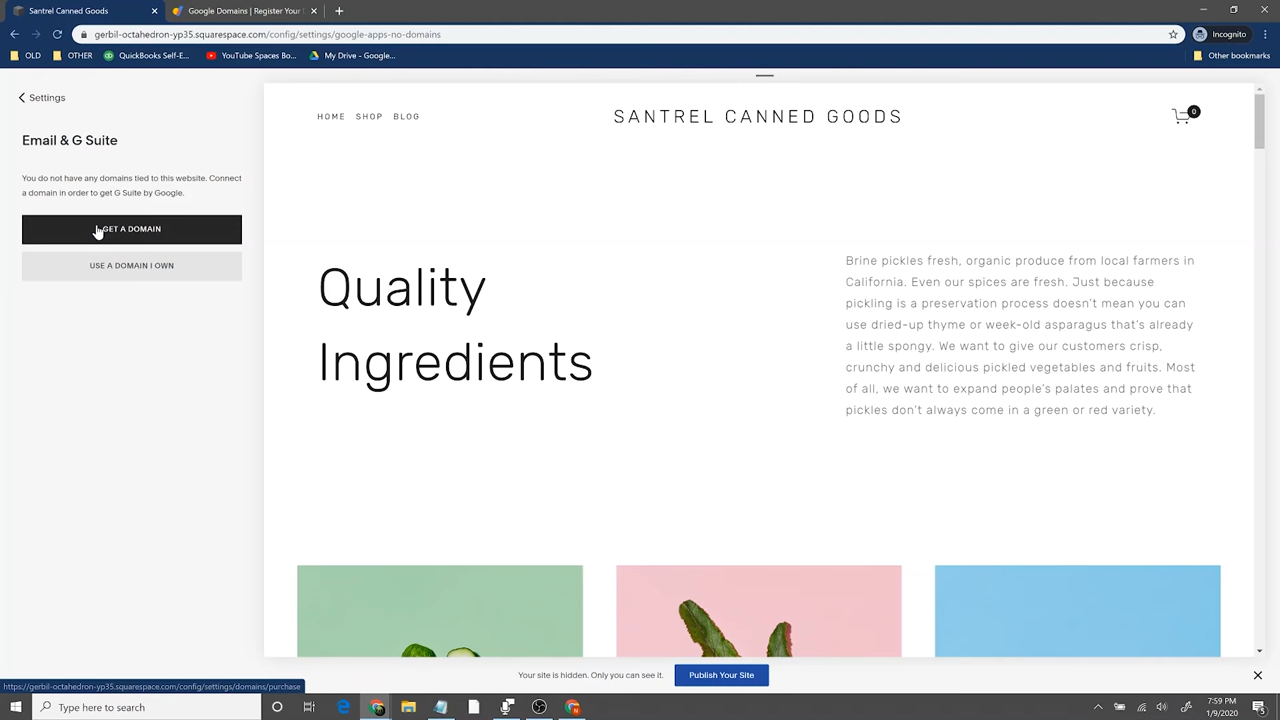 Santrel Canned Goods
Google Domains - Register Your D
gerbil-octahedron-yp35.squarespace.com/config/settings/google-apps-no-domains
Incognito
OLD
OTHER
QuickBooks Self-E...
YouTube Spaces Bo...
My Drive - Google...
Other bookmarks
Settings
Email & G Suite
You do not have any domains tied to this website. Connect
a domain in order to get G Suite by Google.
GET A DOMAIN
USE A DOMAIN I OWN
HOME SHOP BLOG
SANTREL CANNED GOODS
0
Quality
Ingredients
Brine pickles fresh, organic produce from local farmers in
California. Even our spices are fresh. Just because
pickling is a preservation process doesn't mean you can
use dried-up thyme or week-old asparagus that's already
a little spongy. We want to give our customers crisp,
crunchy and delicious pickled vegetables and fruits. Most
of all, we want to expand people's palates and prove that
pickles don't always come in a green or red variety.
Your site is hidden. Only you can see it.
Publish Your Site
https://gerbil-octahedron-yp35.squarespace.com/config/settings/domains/purchase
Type here to search
7:59 PM
1/9/2020